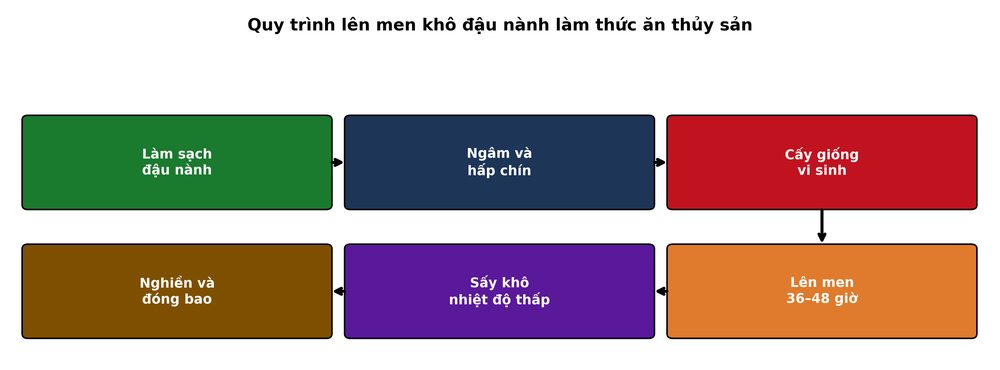 Quy trình lên men khô đậu nành làm thức ăn thủy sản
Làm sạch
đậu nành
Ngâm và
hấp chín
Cấy giống
vi sinh
Lên men
36–48 giờ
Sấy khô
nhiệt độ thấp
Nghiền và
đóng bao